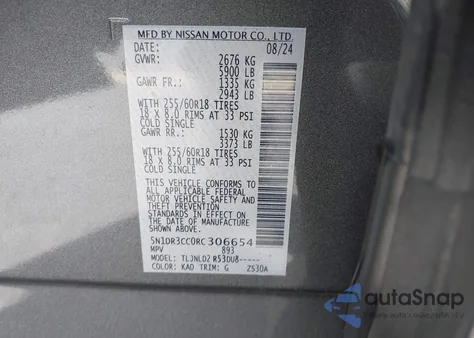 MFD BY NISSAN MOTOR CO., LTD.
DATE: 08/24
GVWR: 2676 KG
5900 LB
GAWR FR.: 1335 KG
2943 LB
WITH 255/60R18 TIRES
18 X 8.0 RIMS AT 33 PSI
COLD SINGLE
GAWR RR.: 1530 KG
3373 LB
WITH 255/60R18 TIRES
18 X 8.0 RIMS AT 33 PSI
COLD SINGLE
THIS VEHICLE CONFORMS TO
ALL APPLICABLE FEDERAL
MOTOR VEHICLE SAFETY AND
THEFT PREVENTION
STANDARDS IN EFFECT ON
THE DATE OF MANUFACTURE
SHOWN ABOVE.
5N1DR3CC0RC306654
MPV 893
TLJNLDZ R53DU8-----
COLOR: KAD TRIM: G ZS30A
autoSnap